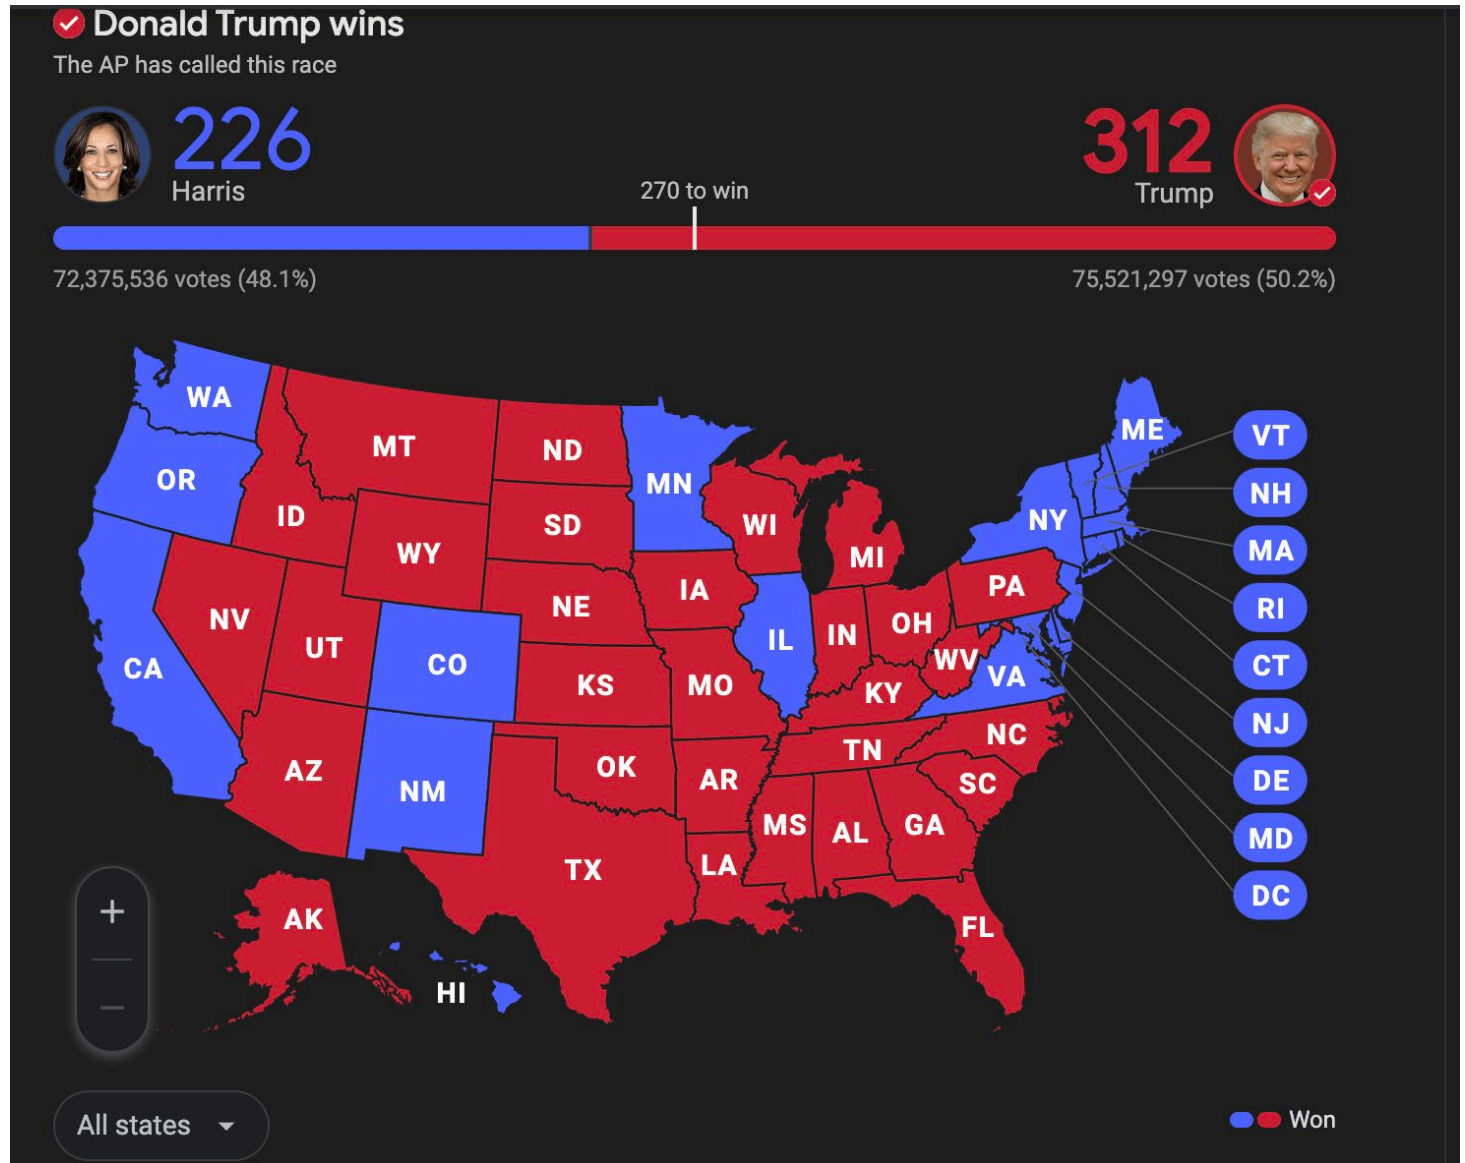 Donald Trump wins
The AP has called this race
226
312
Harris
270 to win
Trump
72,375,536 votes (48.1%)
75,521,297 votes (50.2%)
WA
ME
VT
MT
ND
OR
MN
NH
ID
SD
WI
NY
MA
WY
MI
IA
PA
NE
RI
NV
OH
UT
IL
IN
CO
WV
CT
CA
VA
KS
MO
KY
NJ
NC
TN
AZ
OK
AR
SC
DE
NM
MS
AL
GA
MD
TX
LA
DC
+
AK
FL
HI
−
All states
Won